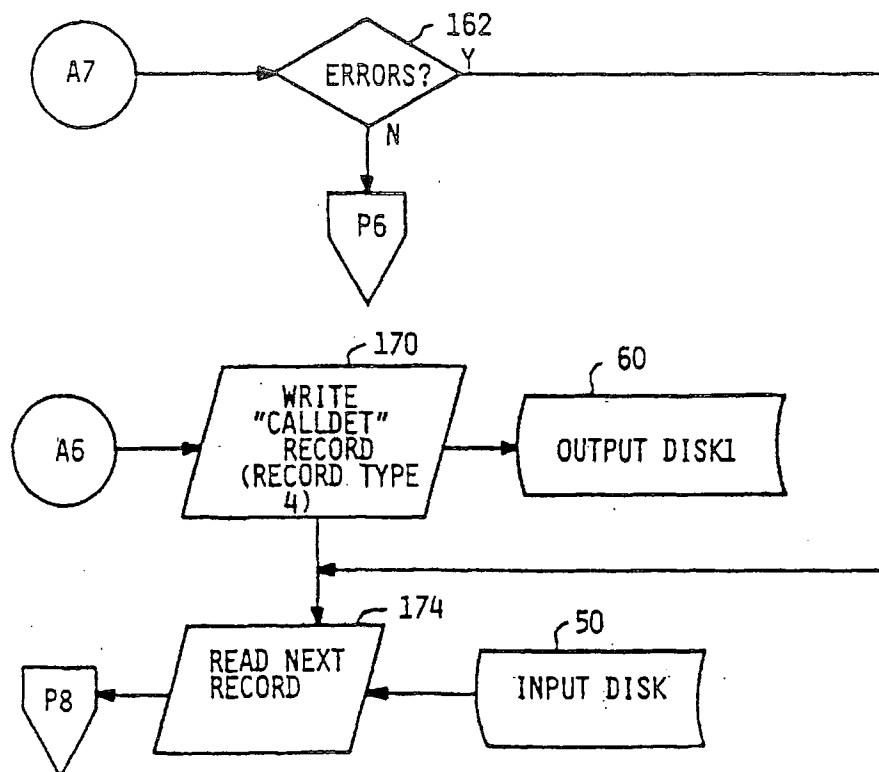 162
A7
ERRORS?
Y
N
P6
170
60
WRITE
"CALLDET"
RECORD
(RECORD TYPE
4)
A6
OUTPUT DISK1
174
50
READ NEXT
RECORD
INPUT DISK
P8